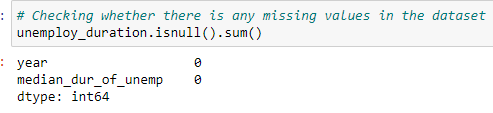 : # Checking whether there is any missing values in the dataset
unemploy_duration.isnull().sum()
: year 0
median_dur_of_unemp 0
dtype: int64